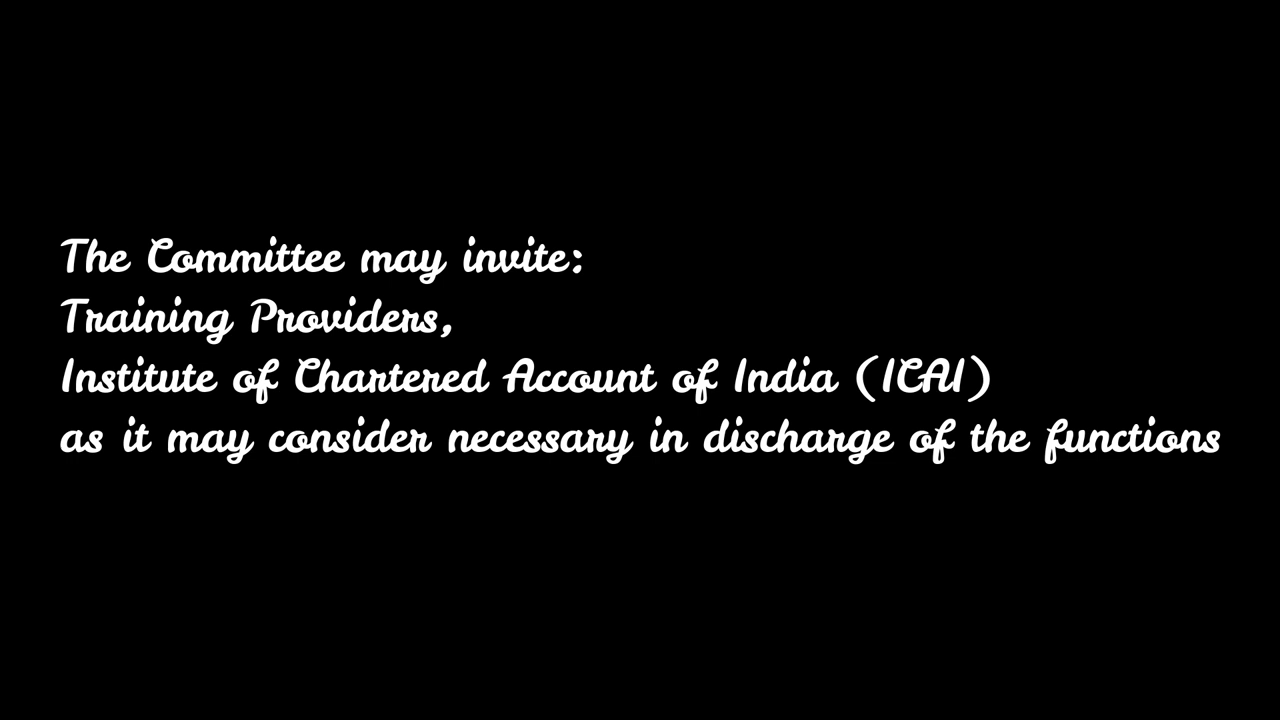 The Committee may invite:
Training Providers,
Institute of Chartered Account of India (ICAI)
as it may consider necessary in discharge of the functions